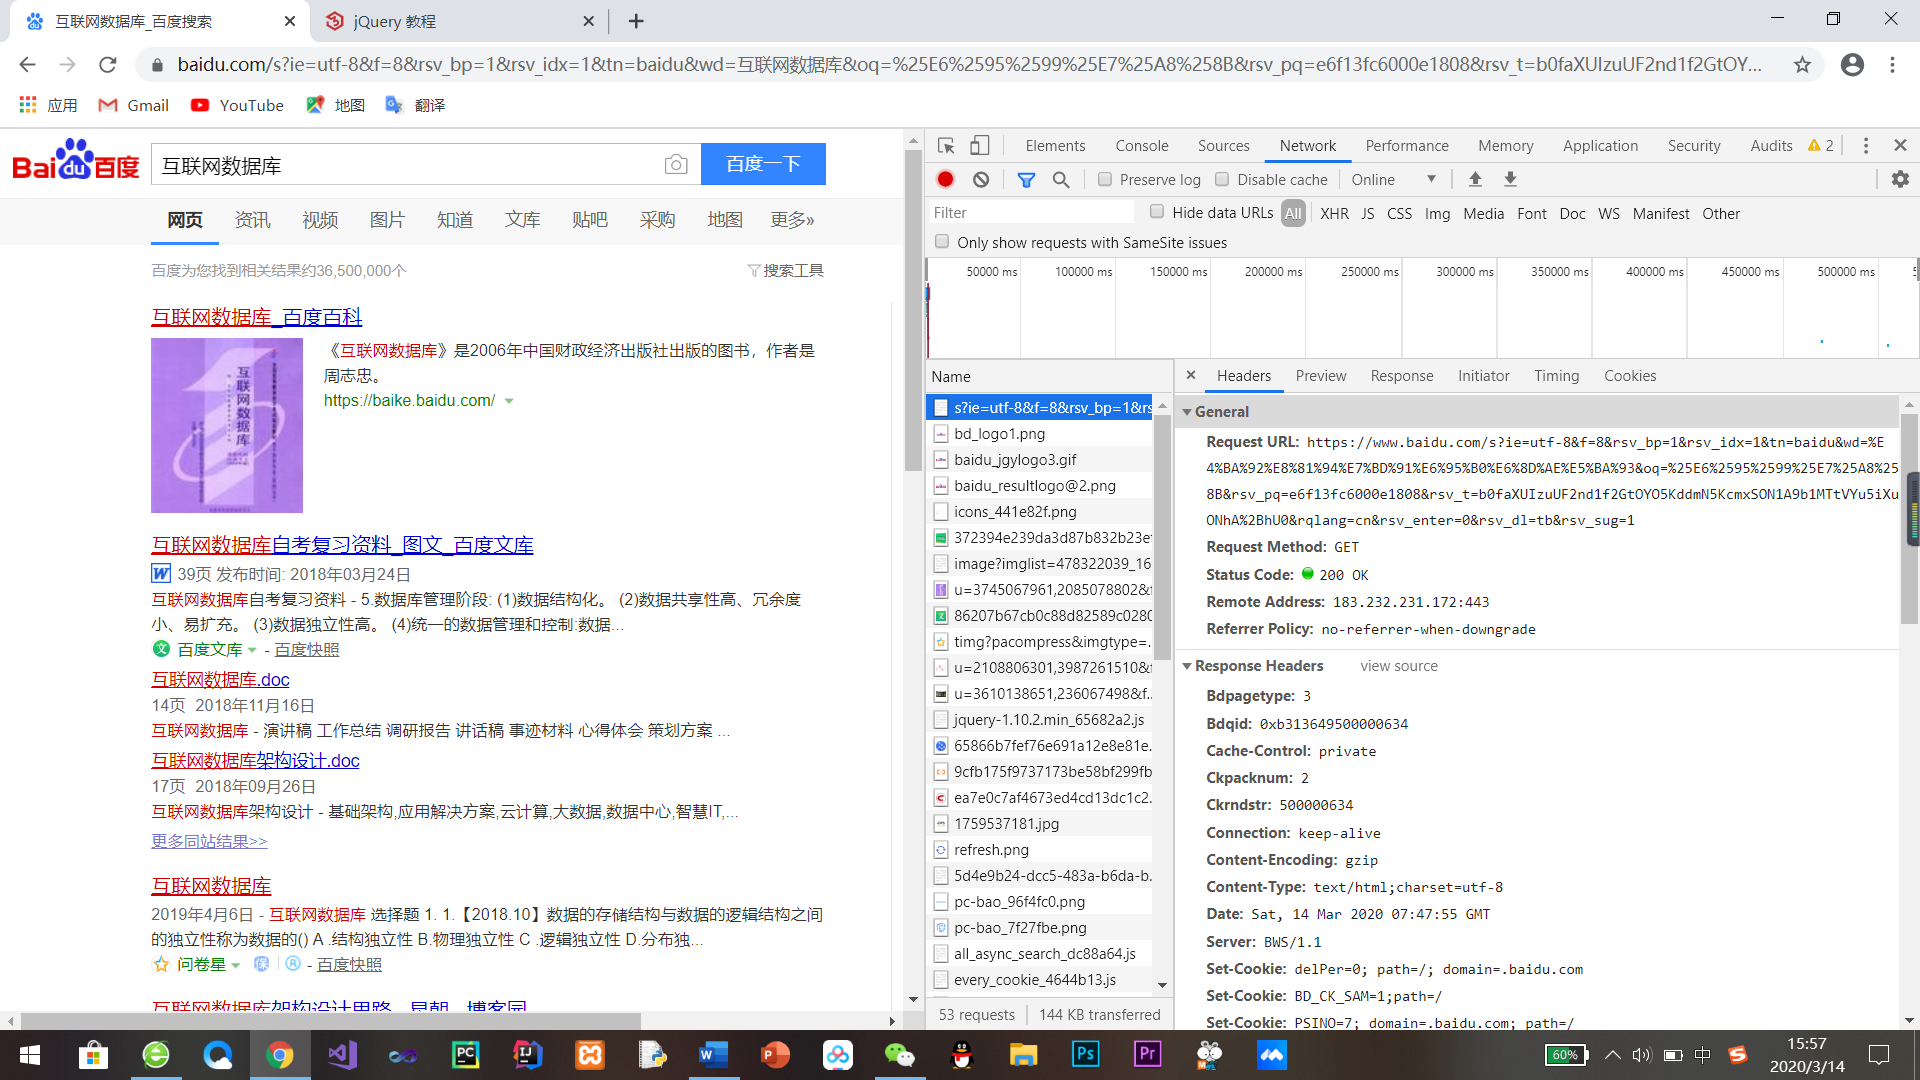 互联网数据库_百度搜索
jQuery 教程
baidu.com/s?ie=utf-8&f=8&rsv_bp=1&rsv_idx=1&tn=baidu&wd=互联网数据库&oq=%25E6%2595%2599%25E7%25A8%258B&rsv_pq=e6f13fc6000e1808&rsv_t=b0faXUIzuUF2nd1f2GtOY...
应用 Gmail YouTube 地图 翻译
Bai du 百度 互联网数据库 百度一下
网页 资讯 视频 图片 知道 文库 贴吧 采购 地图 更多»
百度为您找到相关结果约36,500,000个 搜索工具
互联网数据库_百度百科
《互联网数据库》是2006年中国财政经济出版社出版的图书，作者是
周志忠。
https://baike.baidu.com/
互联网数据库
互联网数据库自考复习资料_图文_百度文库
W 39页 发布时间: 2018年03月24日
互联网数据库自考复习资料 - 5.数据库管理阶段: (1)数据结构化。 (2)数据共享性高、冗余度
小、易扩充。 (3)数据独立性高。 (4)统一的数据管理和控制:数据...
文 百度文库 - 百度快照
互联网数据库.doc
14页 2018年11月16日
互联网数据库 - 演讲稿 工作总结 调研报告 讲话稿 事迹材料 心得体会 策划方案 ...
互联网数据库架构设计.doc
17页 2018年09月26日
互联网数据库架构设计 - 基础架构,应用解决方案,云计算,大数据,数据中心,智慧IT,...
更多同站结果>>
互联网数据库
2019年4月6日 - 互联网数据库 选择题 1. 1.【2018.10】数据的存储结构与数据的逻辑结构之间
的独立性称为数据的() A .结构独立性 B.物理独立性 C .逻辑独立性 D.分布独...
问卷星 保 R - 百度快照
互联网数据库架构设计思路 - 昆朝 - 博客园
Elements Console Sources Network Performance Memory Application Security Audits 2
Preserve log Disable cache Online
Filter Hide data URLs All XHR JS CSS Img Media Font Doc WS Manifest Other
Only show requests with SameSite issues
50000 ms 100000 ms 150000 ms 200000 ms 250000 ms 300000 ms 350000 ms 400000 ms 450000 ms 500000 ms
Name
s?ie=utf-8&f=8&rsv_bp=1&rs
bd_logo1.png
baidu_jgylogo3.gif
baidu_resultlogo@2.png
icons_441e82f.png
372394e239da3d87b832b23e
image?imglist=478322039_16
u=3745067961,2085078802&f
86207b67cb0c88d82589c0280
timg?pacompress&imgtype=.
u=2108806301,3987261510&f
u=3610138651,236067498&f..
jquery-1.10.2.min_65682a2.js
65866b7fef76e691a12e8e81e.
9cfb175f9737173be58bf299fb
ea7e0c7af4673ed4cd13dc1c2.
1759537181.jpg
refresh.png
5d4e9b24-dcc5-483a-b6da-b.
pc-bao_96f4fc0.png
pc-bao_7f27fbe.png
all_async_search_dc88a64.js
every_cookie_4644b13.js
53 requests 144 KB transferred
Headers Preview Response Initiator Timing Cookies
General
Request URL: https://www.baidu.com/s?ie=utf-8&f=8&rsv_bp=1&rsv_idx=1&tn=baidu&wd=%E
4%BA%92%E8%81%94%E7%BD%91%E6%95%B0%E6%8D%AE%E5%BA%93&oq=%25E6%2595%2599%25E7%25A8%25
8B&rsv_pq=e6f13fc6000e1808&rsv_t=b0faXUIzuUF2nd1f2GtOYO5KddmN5KcmxSON1A9b1MTtVYu5iXu
ONhA%2BhU0&rqlang=cn&rsv_enter=0&rsv_dl=tb&rsv_sug=1
Request Method: GET
Status Code: 200 OK
Remote Address: 183.232.231.172:443
Referrer Policy: no-referrer-when-downgrade
Response Headers view source
Bdpagetype: 3
Bdqid: 0xb313649500000634
Cache-Control: private
Ckpacknum: 2
Ckrndstr: 500000634
Connection: keep-alive
Content-Encoding: gzip
Content-Type: text/html;charset=utf-8
Date: Sat, 14 Mar 2020 07:47:55 GMT
Server: BWS/1.1
Set-Cookie: delPer=0; path=/; domain=.baidu.com
Set-Cookie: BD_CK_SAM=1;path=/
Set-Cookie: PSINO=7; domain=.baidu.com; path=/
PC IJ W P Ps Pr
60% 中 S
15:57
2020/3/14